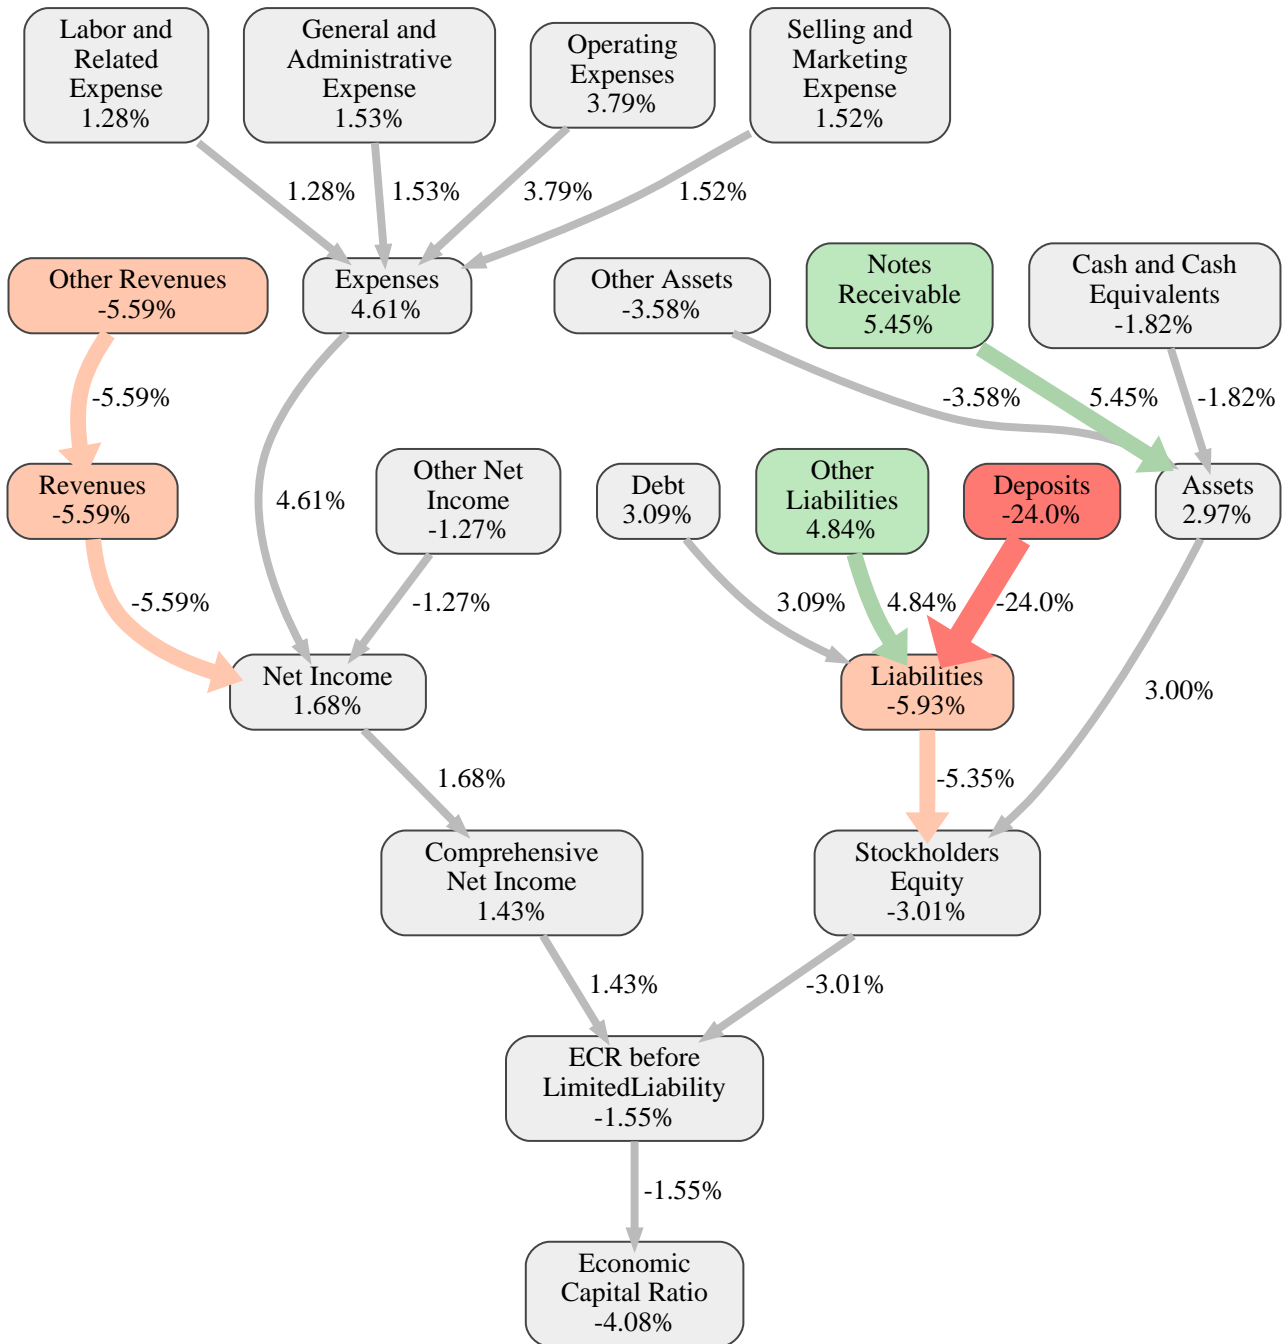 Labor and
Related
Expense
1.28%
General and
Administrative
Expense
1.53%
Operating
Expenses
3.79%
Selling and
Marketing
Expense
1.52%
1.28%
1.53%
3.79%
1.52%
Other Revenues
-5.59%
Expenses
4.61%
Other Assets
-3.58%
Notes
Receivable
5.45%
Cash and Cash
Equivalents
-1.82%
-5.59%
-3.58%
5.45%
-1.82%
Revenues
-5.59%
4.61%
Other Net
Income
-1.27%
Debt
3.09%
Other
Liabilities
4.84%
Deposits
-24.0%
Assets
2.97%
-5.59%
-1.27%
3.09%
4.84%
-24.0%
Net Income
1.68%
Liabilities
-5.93%
3.00%
1.68%
-5.35%
Comprehensive
Net Income
1.43%
Stockholders
Equity
-3.01%
1.43%
-3.01%
ECR before
LimitedLiability
-1.55%
-1.55%
Economic
Capital Ratio
-4.08%